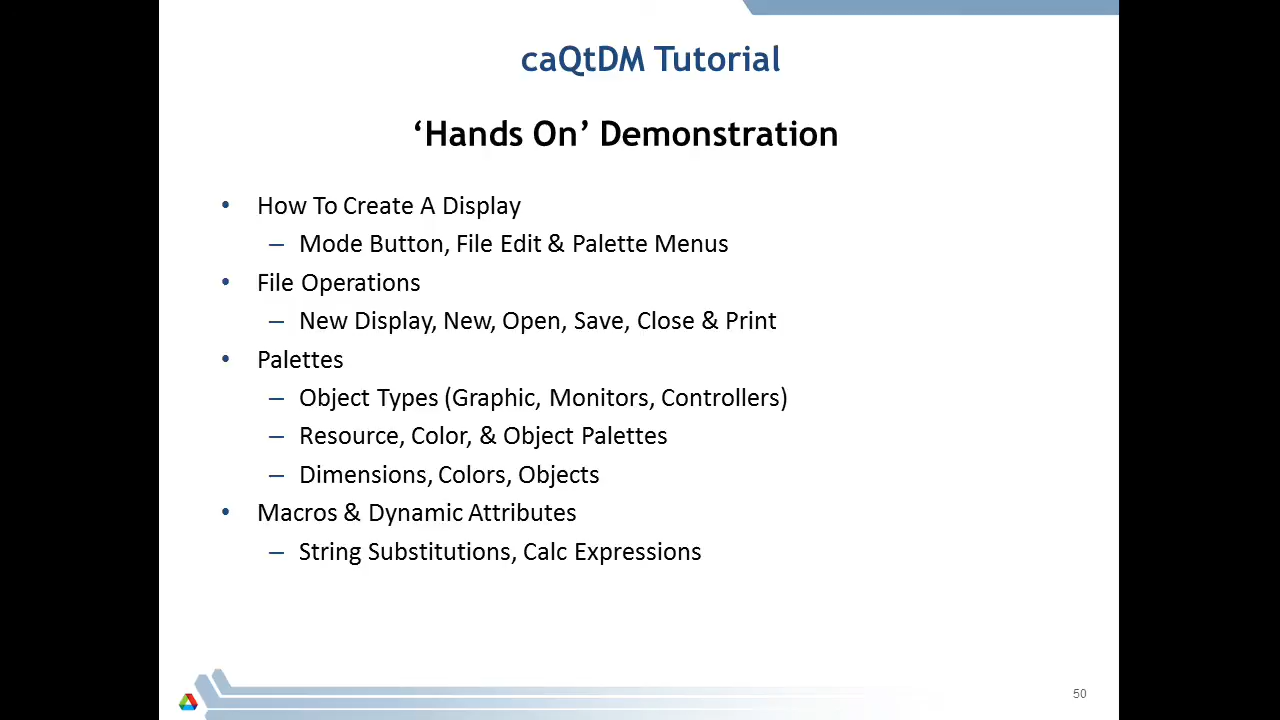 caQtDM Tutorial
‘Hands On’ Demonstration
• How To Create A Display
– Mode Button, File Edit & Palette Menus
• File Operations
– New Display, New, Open, Save, Close & Print
• Palettes
– Object Types (Graphic, Monitors, Controllers)
– Resource, Color, & Object Palettes
– Dimensions, Colors, Objects
• Macros & Dynamic Attributes
– String Substitutions, Calc Expressions
50